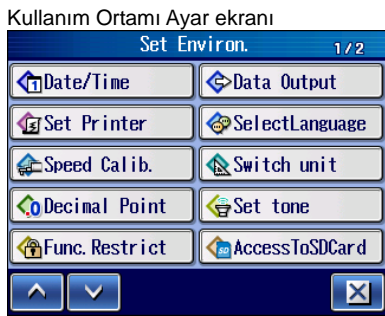 Kullanım Ortamı Ayar ekranı
Set Environ. 1/2
Date/Time Data Output
Set Printer SelectLanguage
Speed Calib. Switch unit
Decimal Point Set tone
Func. Restrict AccessToSDCard